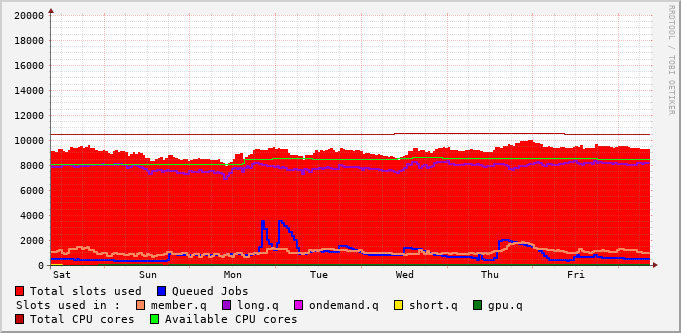 20000
18000
16000
14000
12000
10000
8000
6000
4000
2000
0
Sat Sun Mon Tue Wed Thu Fri
RRDTOOL / TOBI OETIKER
Total slots used Queued Jobs
Slots used in : member.q long.q ondemand.q short.q gpu.q
Total CPU cores Available CPU cores